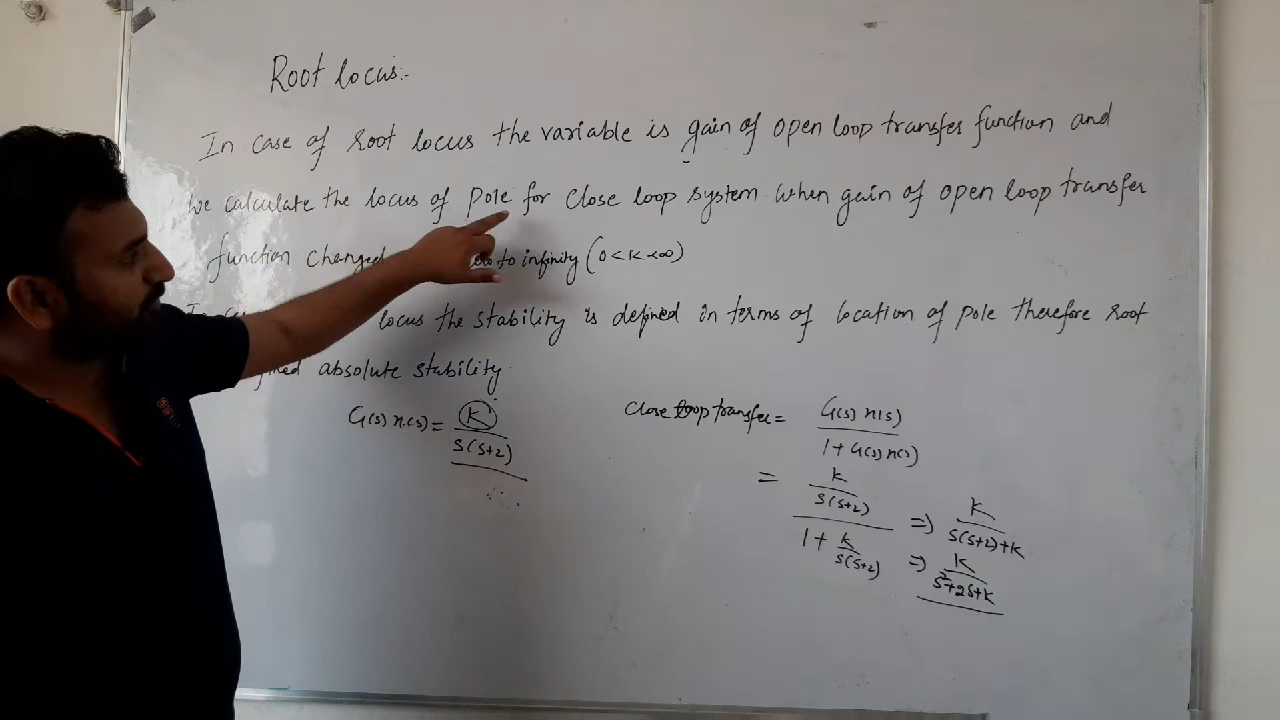 Root locus:-
In case of Root locus the variable is gain of open loop transfer function and
we calculate the locus of pole for close loop system when gain of open loop transfer
function changed to infinity (0<k<∞)
locus the stability is defined in terms of location of pole therefore root
absolute stability.
G(s) H(s) = K / s(s+2)
close loop transfer = G(s) H(s) / 1+G(s) H(s)
= k / s(s+2) / 1+ k / s(s+2) => k / s(s+2)+k
=> k / s²+2s+k